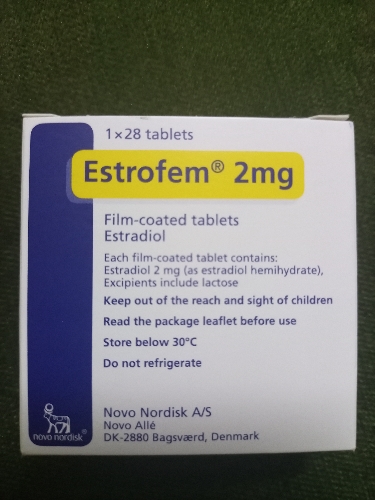 1×28 tablets
Estrofem® 2mg
Film-coated tablets
Estradiol
Each film-coated tablet contains:
Estradiol 2 mg (as estradiol hemihydrate),
Excipients include lactose
Keep out of the reach and sight of children
Read the package leaflet before use
Store below 30°C
Do not refrigerate
Novo Nordisk A/S
Novo Allé
DK-2880 Bagsværd, Denmark
novo nordisk®